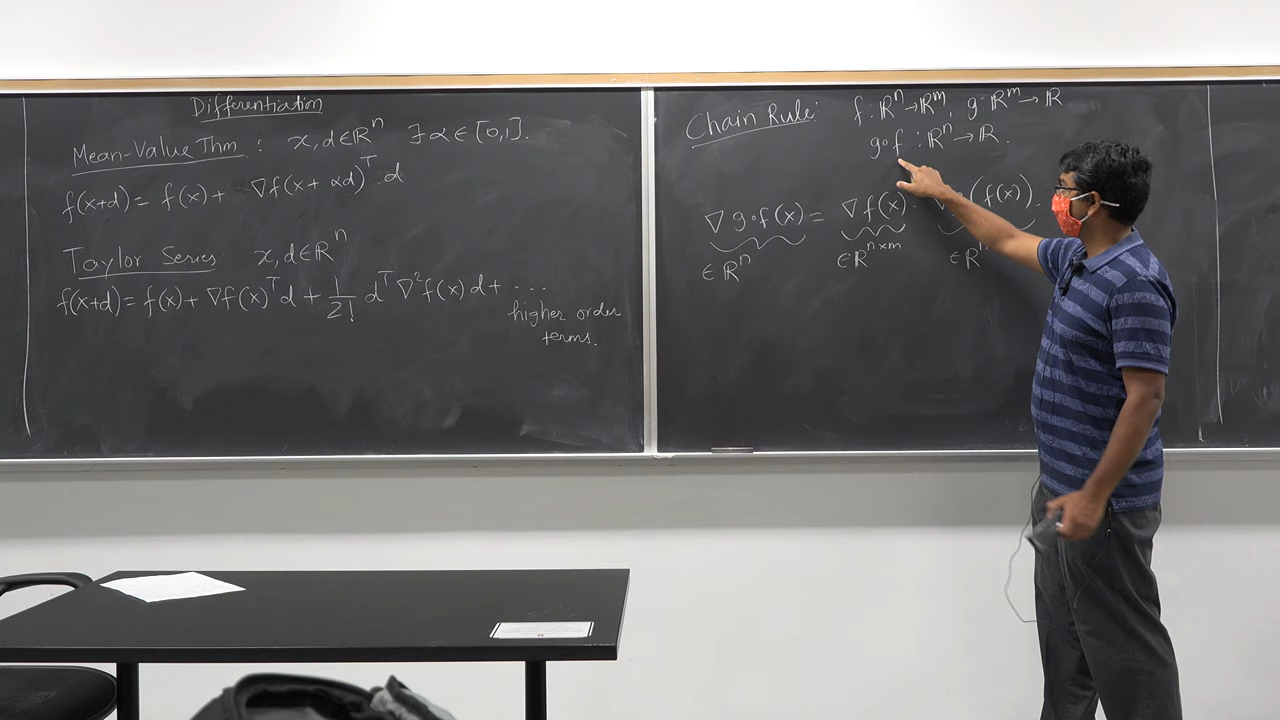 Differentiation
Mean-Value Thm : x, d ∈ ℝⁿ ∃ α ∈ [0,1].
f(x+d) = f(x) + ∇f(x + αd)ᵀ. d
Taylor Series x, d ∈ ℝⁿ
f(x+d) = f(x) + ∇f(x)ᵀd + 1/2! dᵀ ∇²f(x) d + ...
higher order
terms.
Chain Rule: f : ℝⁿ → ℝᵐ, g : ℝᵐ → ℝ.
g∘f : ℝⁿ → ℝ.
∇ g∘f(x) = ∇f(x) · (f(x)).
∈ ℝⁿ ∈ ℝⁿˣᵐ ∈ ℝ